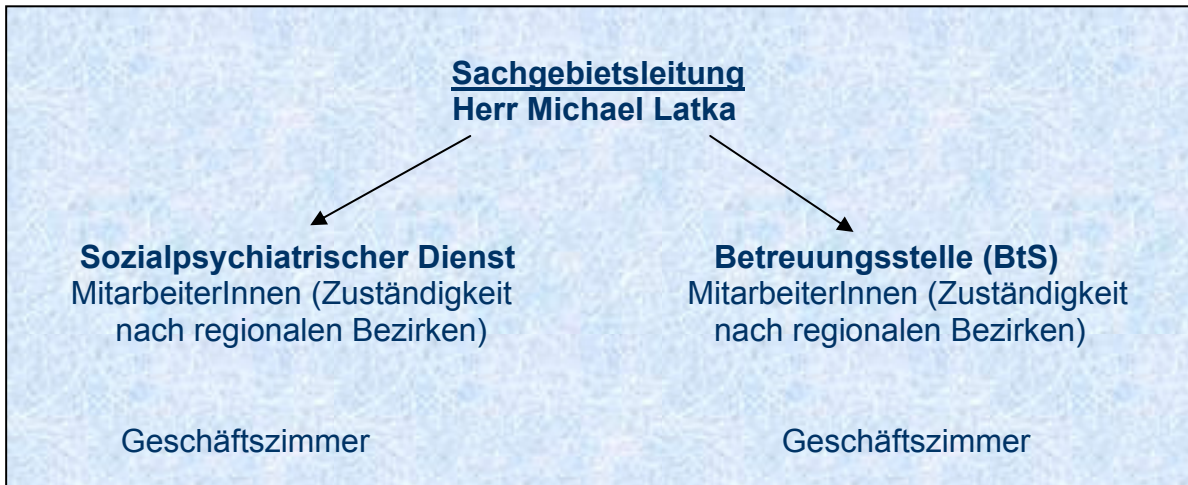 Sachgebietsleitung
Herr Michael Latka
Sozialpsychiatrischer Dienst
MitarbeiterInnen (Zuständigkeit
nach regionalen Bezirken)
Geschäftszimmer
Betreuungsstelle (BtS)
MitarbeiterInnen (Zuständigkeit
nach regionalen Bezirken)
Geschäftszimmer